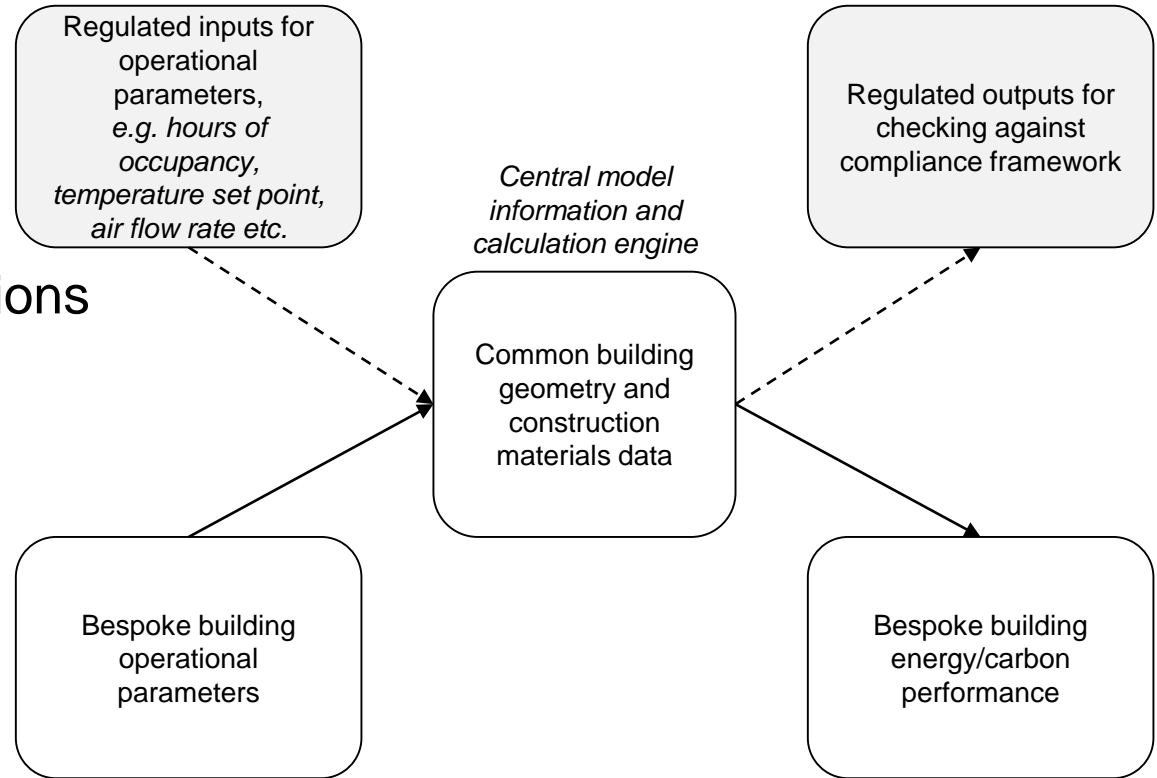 Regulated inputs for
operational
parameters,
e.g. hours of
occupancy,
temperature set point,
air flow rate etc.
Regulated outputs for
checking against
compliance framework
Central model
information and
calculation engine
ions
Common building
geometry and
construction
materials data
Bespoke building
operational
parameters
Bespoke building
energy/carbon
performance